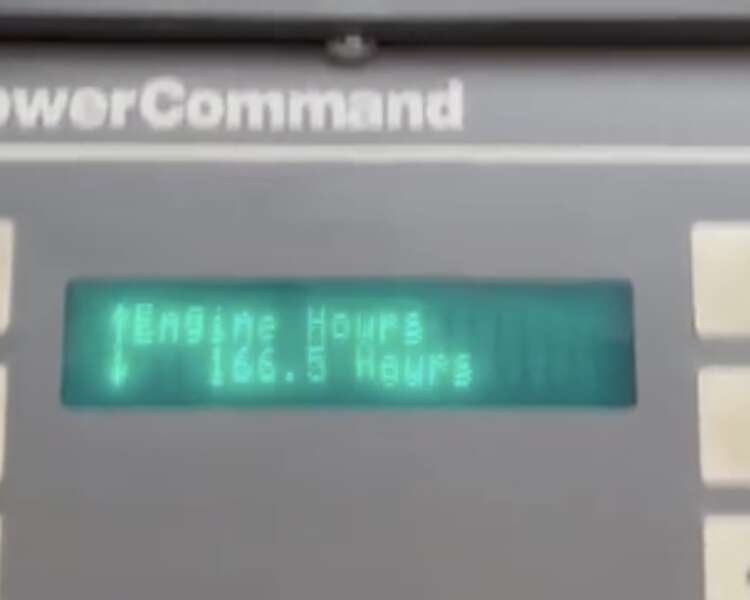 owerCommand
↑Engine Hours
↓ 166.5 Hours